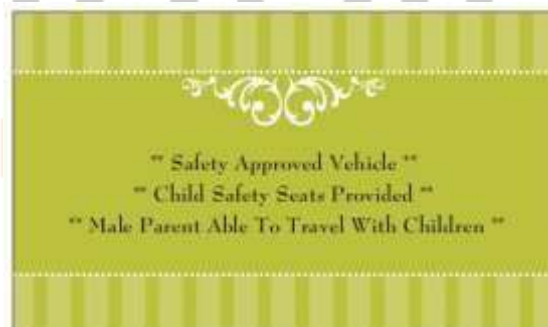 ** Safety Approved Vehicle **
** Child Safety Seats Provided **
** Male Parent Able To Travel With Children **